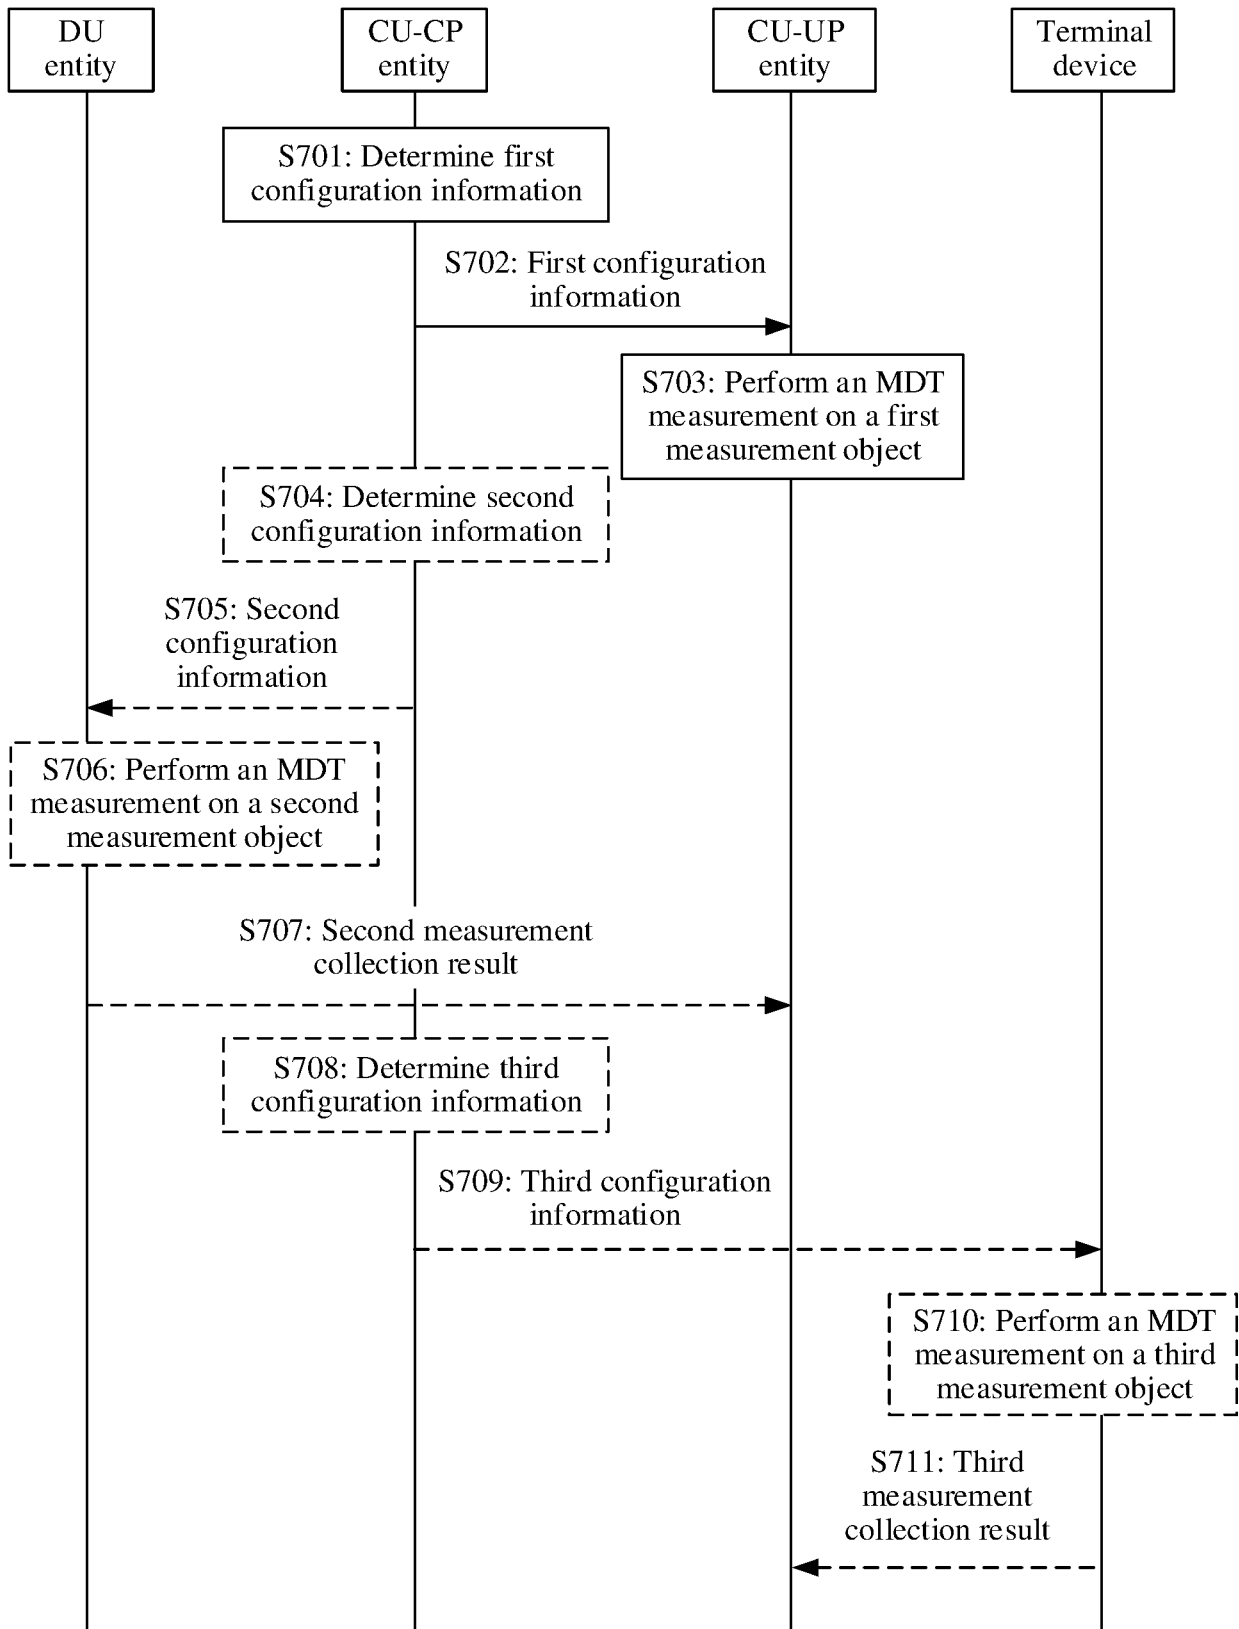 DU
entity
CU-CP
entity
CU-UP
entity
Terminal
device
S701: Determine first
configuration information
S702: First configuration
information
S703: Perform an MDT
measurement on a first
measurement object
S704: Determine second
configuration information
S705: Second
configuration
information
S706: Perform an MDT
measurement on a second
measurement object
S707: Second measurement
collection result
S708: Determine third
configuration information
S709: Third configuration
information
S710: Perform an MDT
measurement on a third
measurement object
S711: Third
measurement
collection result